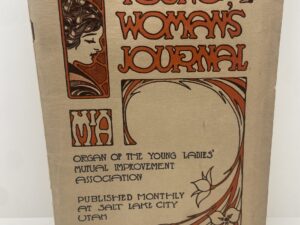 YOUNG
WOMAN'S
JOURNAL
MIA
ORGAN OF THE YOUNG LADIES'
MUTUAL IMPROVEMENT
ASSOCIATION
PUBLISHED MONTHLY
AT SALT LAKE CITY
UTAH